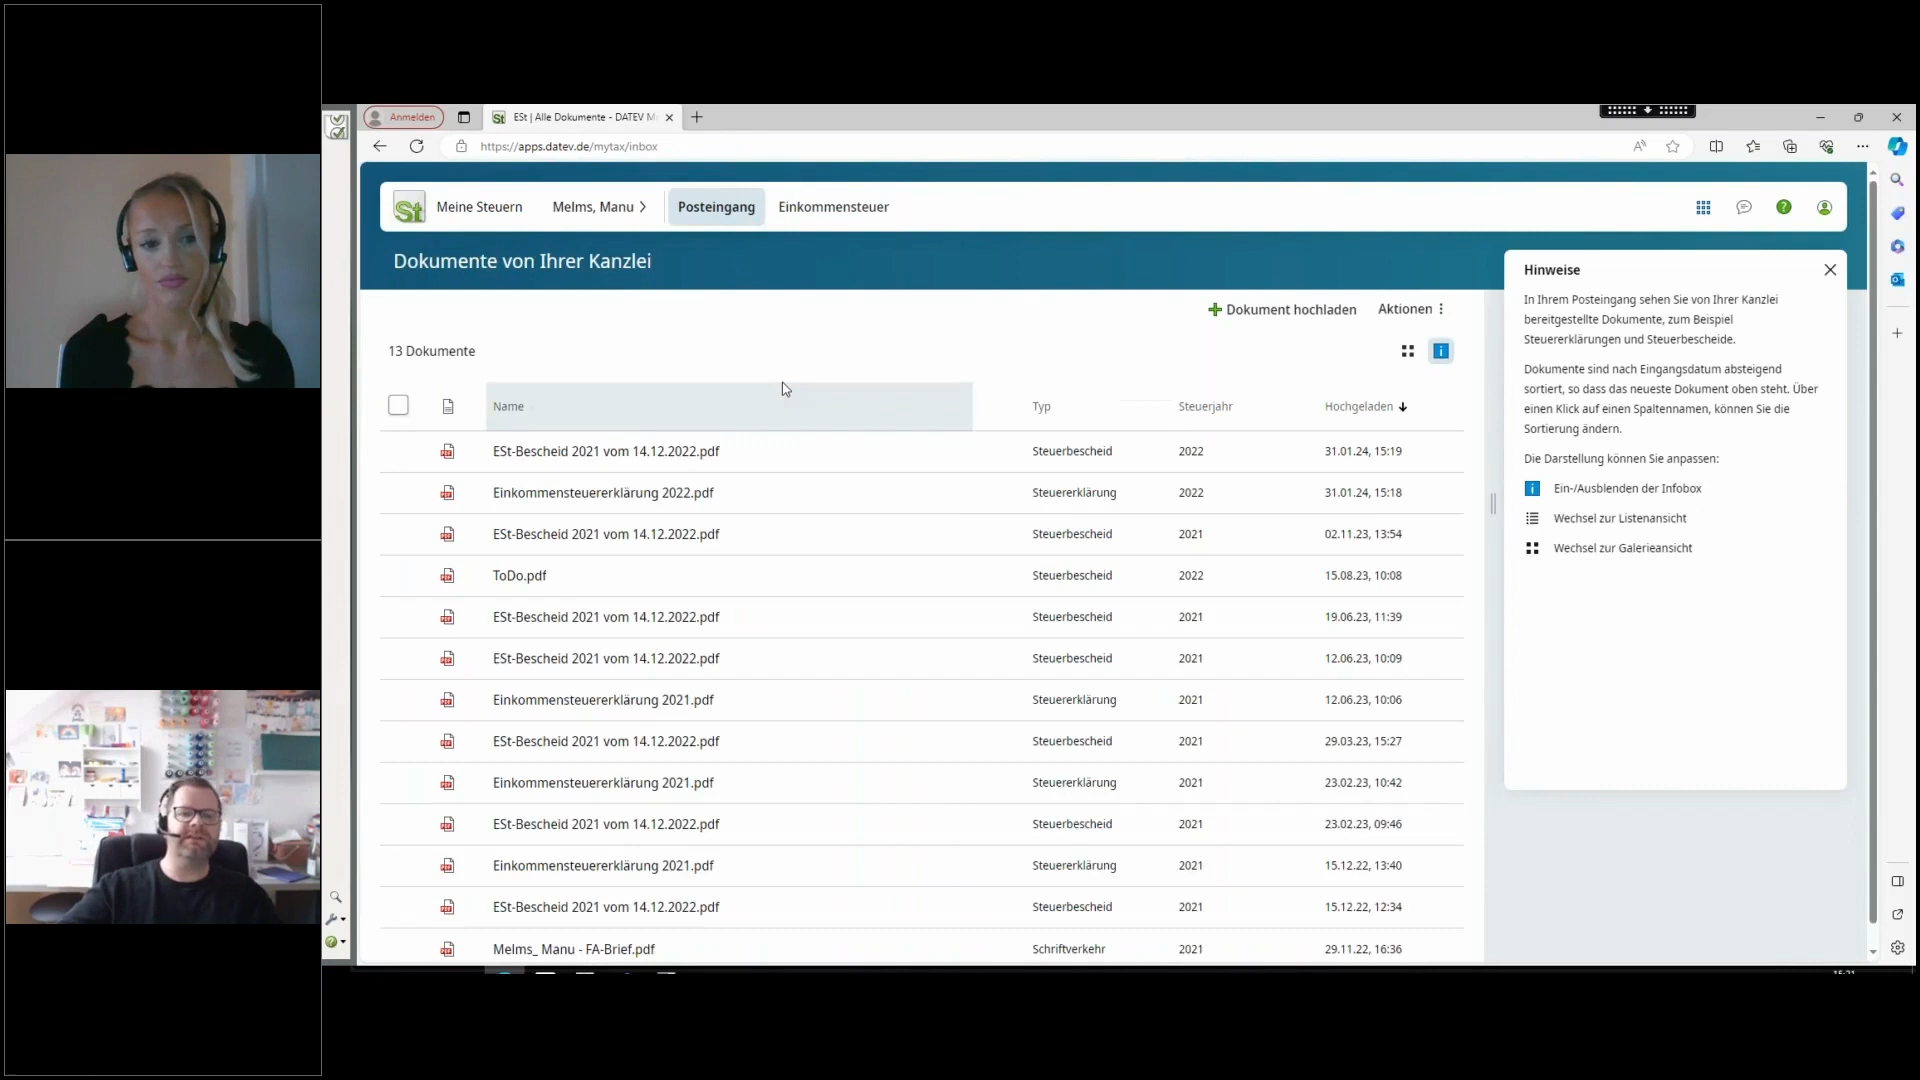 Anmelden
ESt | Alle Dokumente - DATEV M
https://apps.datev.de/mytax/inbox
St Meine Steuern Melms, Manu Posteingang Einkommensteuer
Dokumente von Ihrer Kanzlei
Dokument hochladen Aktionen
13 Dokumente
Name Typ Steuerjahr Hochgeladen
ESt-Bescheid 2021 vom 14.12.2022.pdf Steuerbescheid 2022 31.01.24, 15:19
Einkommensteuererklärung 2022.pdf Steuererklärung 2022 31.01.24, 15:18
ESt-Bescheid 2021 vom 14.12.2022.pdf Steuerbescheid 2021 02.11.23, 13:54
ToDo.pdf Steuerbescheid 2022 15.08.23, 10:08
ESt-Bescheid 2021 vom 14.12.2022.pdf Steuerbescheid 2021 19.06.23, 11:39
ESt-Bescheid 2021 vom 14.12.2022.pdf Steuerbescheid 2021 12.06.23, 10:09
Einkommensteuererklärung 2021.pdf Steuererklärung 2021 12.06.23, 10:06
ESt-Bescheid 2021 vom 14.12.2022.pdf Steuerbescheid 2021 29.03.23, 15:27
Einkommensteuererklärung 2021.pdf Steuererklärung 2021 23.02.23, 10:42
ESt-Bescheid 2021 vom 14.12.2022.pdf Steuerbescheid 2021 23.02.23, 09:46
Einkommensteuererklärung 2021.pdf Steuererklärung 2021 15.12.22, 13:40
ESt-Bescheid 2021 vom 14.12.2022.pdf Steuerbescheid 2021 15.12.22, 12:34
Melms_ Manu - FA-Brief.pdf Schriftverkehr 2021 29.11.22, 16:36
Hinweise
In Ihrem Posteingang sehen Sie von Ihrer Kanzlei
bereitgestellte Dokumente, zum Beispiel
Steuererklärungen und Steuerbescheide.
Dokumente sind nach Eingangsdatum absteigend
sortiert, so dass das neueste Dokument oben steht. Über
einen Klick auf einen Spaltennamen, können Sie die
Sortierung ändern.
Die Darstellung können Sie anpassen:
Ein-/Ausblenden der Infobox
Wechsel zur Listenansicht
Wechsel zur Galerieansicht